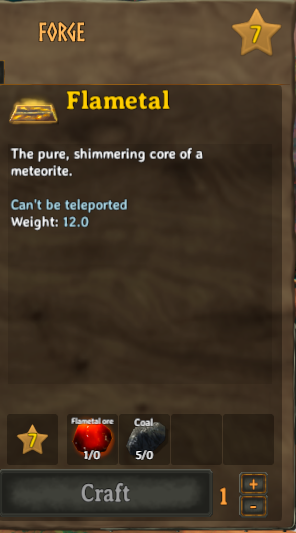 FORGE
7
Flametal
The pure, shimmering core of a
meteorite.
Can't be teleported
Weight: 12.0
7
Flametal ore
1/0
Coal
5/0
Craft
1
+
-